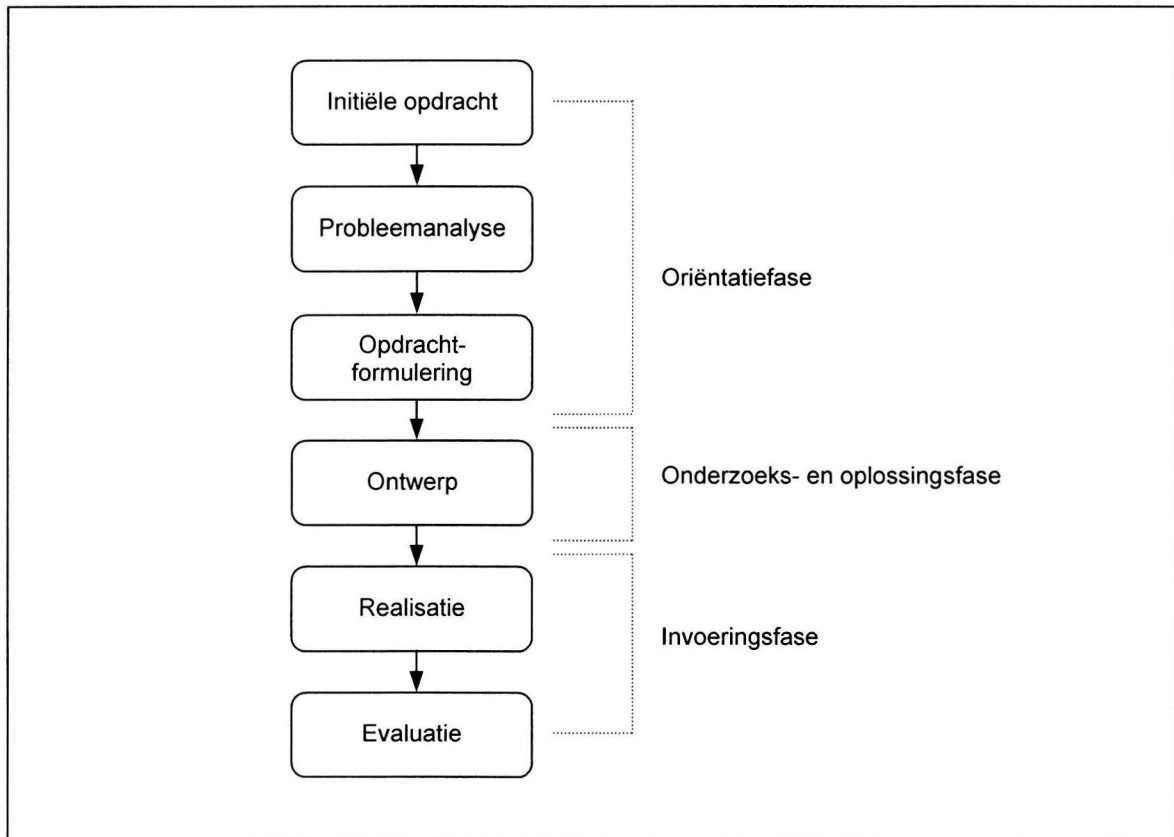 Initiële opdracht
Probleemanalyse
Oriëntatiefase
Opdracht-
formulering
Ontwerp
Onderzoeks- en oplossingsfase
Realisatie
Invoeringsfase
Evaluatie